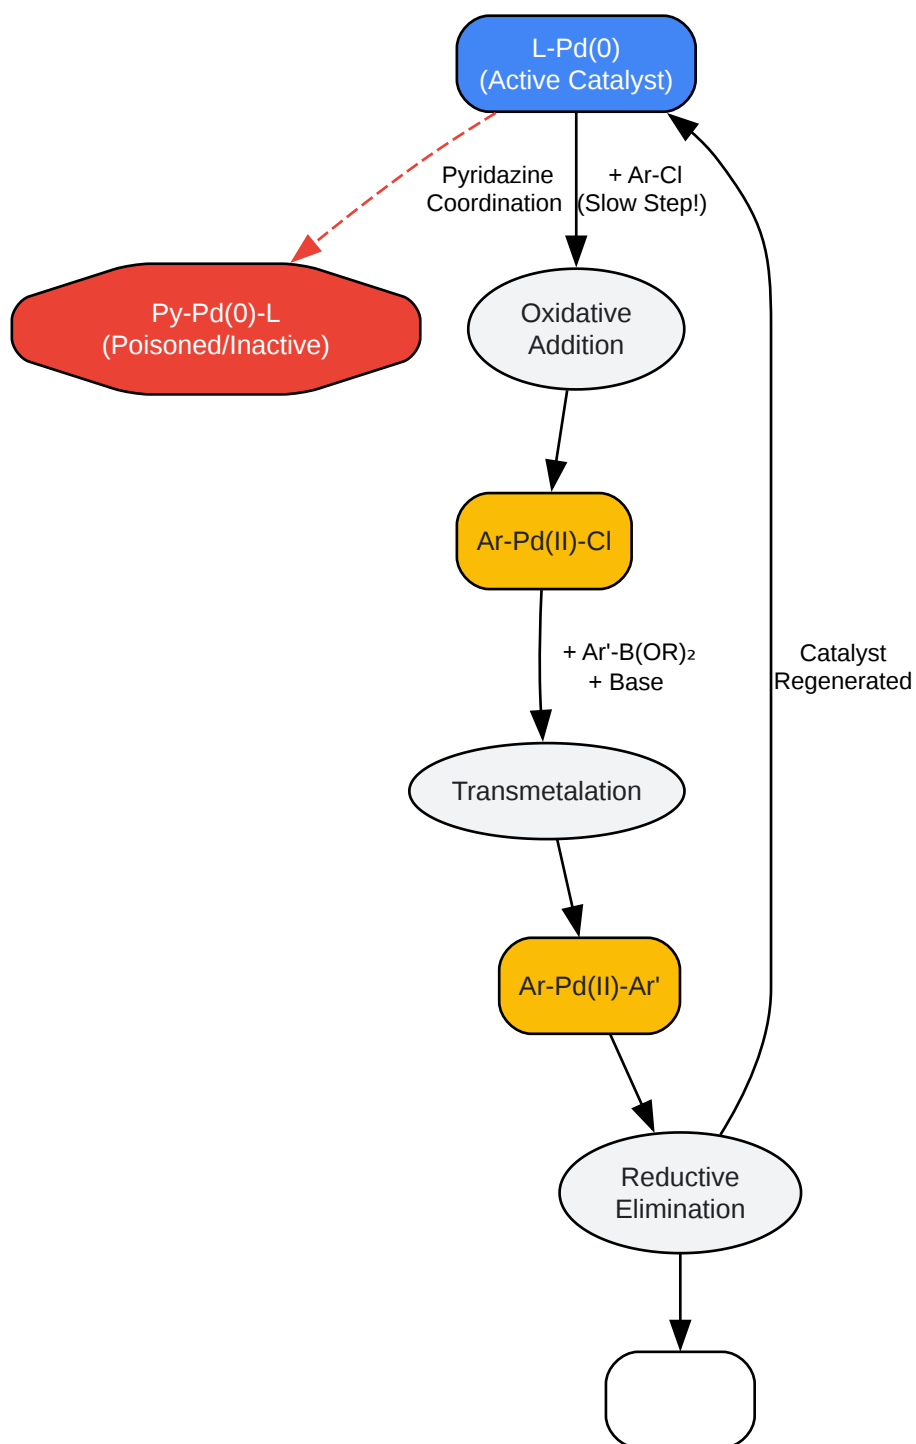 L-Pd(0)
(Active Catalyst)
Pyridazine
Coordination
+ Ar-Cl
(Slow Step!)
Py-Pd(0)-L
(Poisoned/Inactive)
Oxidative
Addition
Ar-Pd(II)-Cl
+ Ar'-B(OR)₂
+ Base
Catalyst
Regenerated
Transmetalation
Ar-Pd(II)-Ar'
Reductive
Elimination